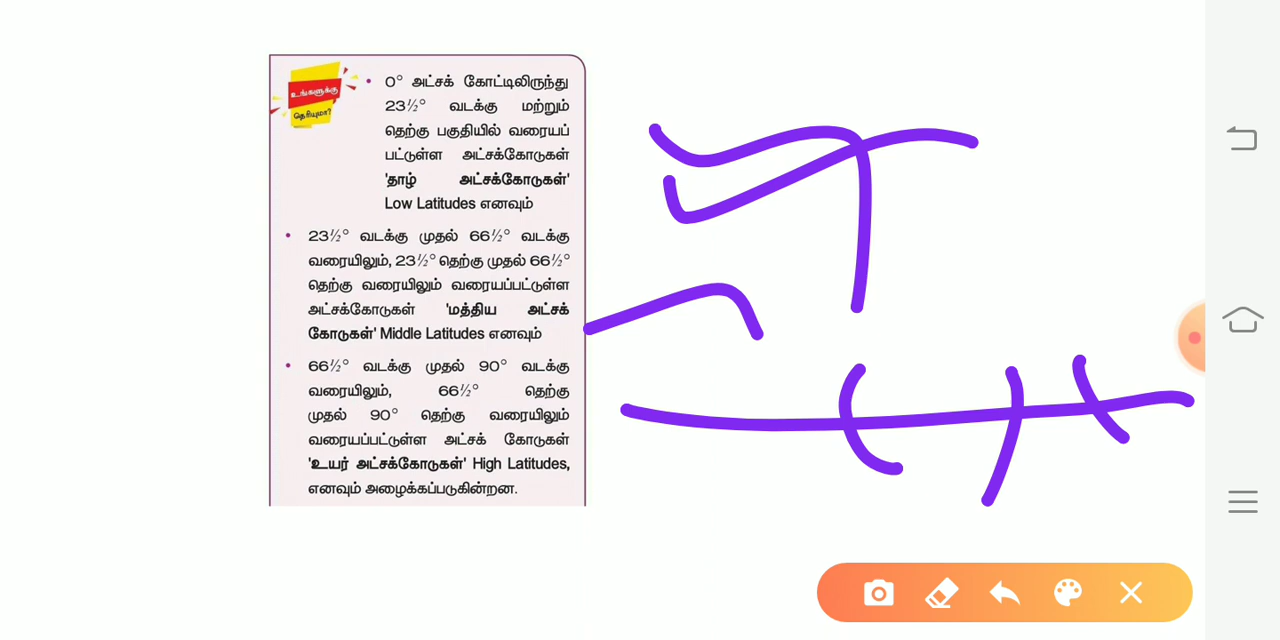 உங்களுக்கு
தெரியுமா?
• 0° அட்சக் கோட்டிலிருந்து
23½° வடக்கு மற்றும்
தெற்கு பகுதியில் வரையப்
பட்டுள்ள அட்சக்கோடுகள்
'தாழ் அட்சக்கோடுகள்'
Low Latitudes எனவும்
• 23½° வடக்கு முதல் 66½° வடக்கு
வரையிலும், 23½° தெற்கு முதல் 66½°
தெற்கு வரையிலும் வரையப்பட்டுள்ள
அட்சக்கோடுகள் 'மத்திய அட்சக்
கோடுகள்' Middle Latitudes எனவும்
• 66½° வடக்கு முதல் 90° வடக்கு
வரையிலும், 66½° தெற்கு
முதல் 90° தெற்கு வரையிலும்
வரையப்பட்டுள்ள அட்சக் கோடுகள்
'உயர் அட்சக்கோடுகள்' High Latitudes,
எனவும் அழைக்கப்படுகின்றன.